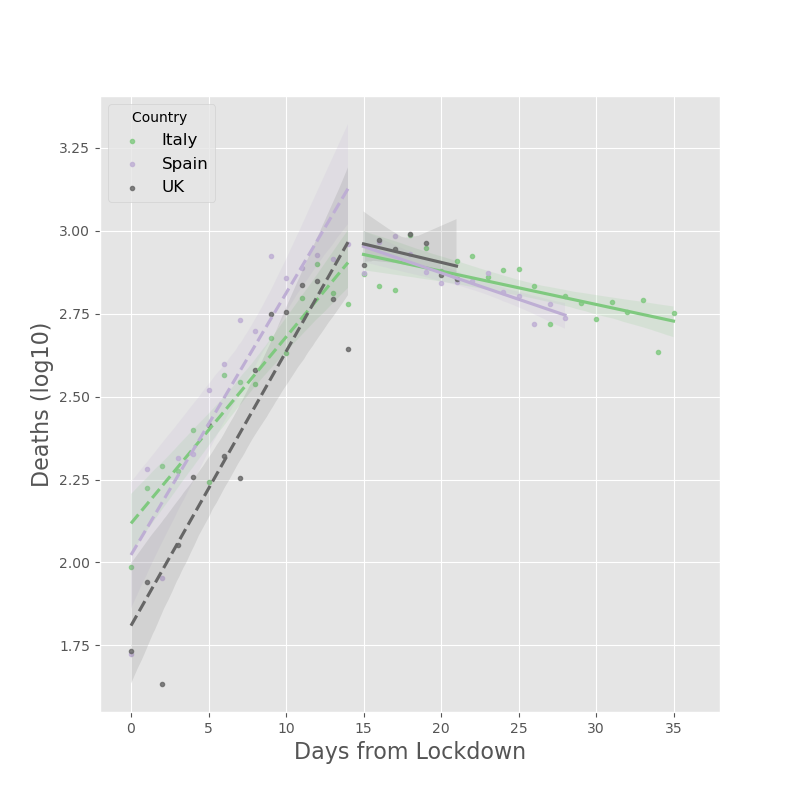 Country
Italy
Spain
UK
3.25
3.00
2.75
2.50
2.25
2.00
1.75
Deaths (log10)
0 5 10 15 20 25 30 35
Days from Lockdown